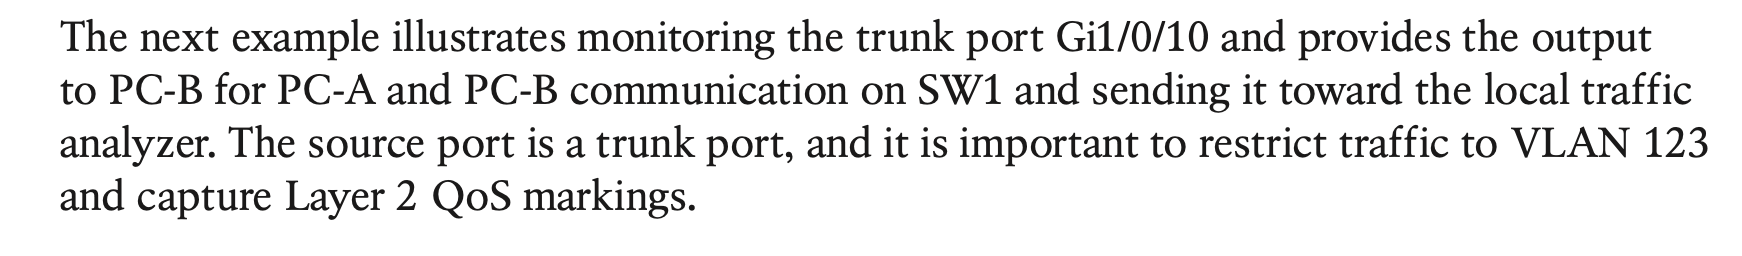 The next example illustrates monitoring the trunk port Gi1/0/10 and provides the output
to PC-B for PC-A and PC-B communication on SW1 and sending it toward the local traffic
analyzer. The source port is a trunk port, and it is important to restrict traffic to VLAN 123
and capture Layer 2 QoS markings.